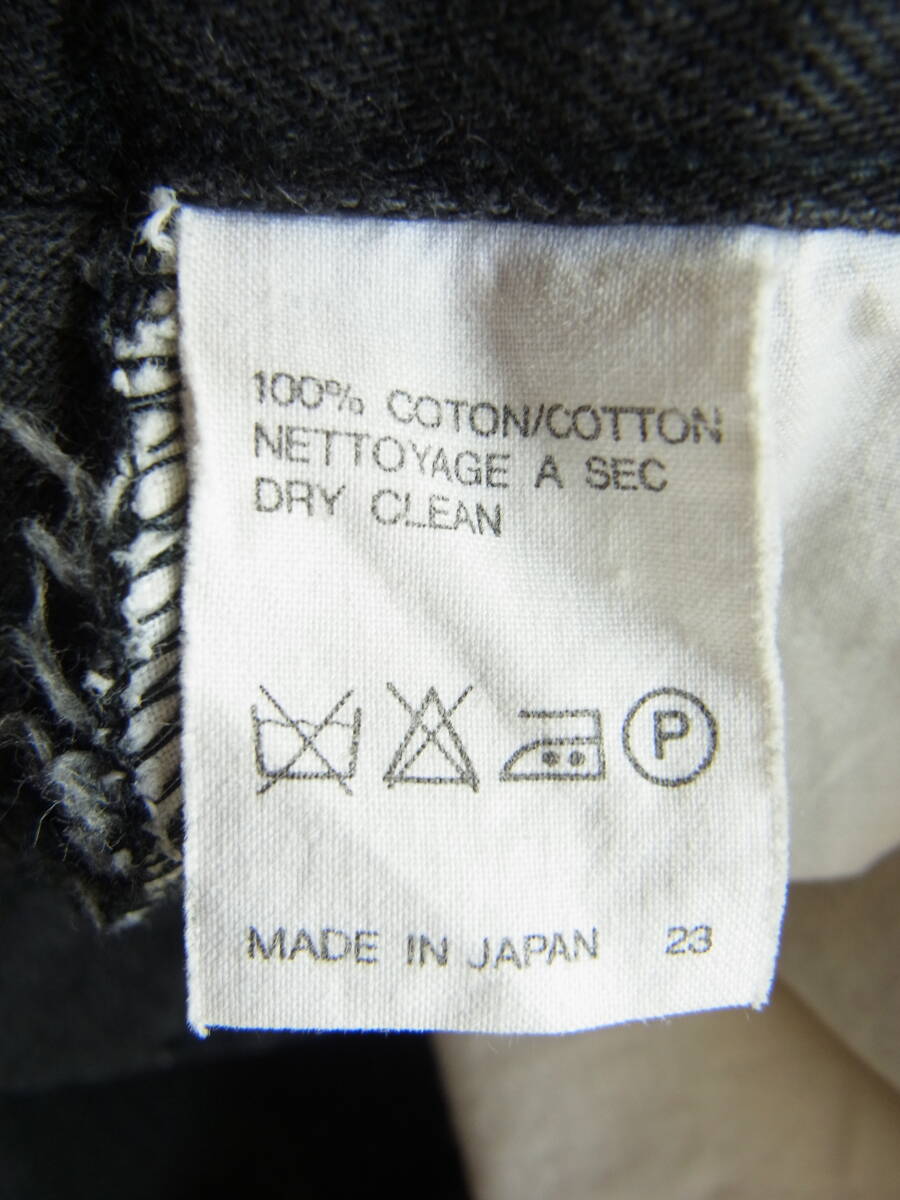 100% COTON/COTTON
NETTOYAGE A SEC
DRY CLEAN
P
MADE IN JAPAN 23